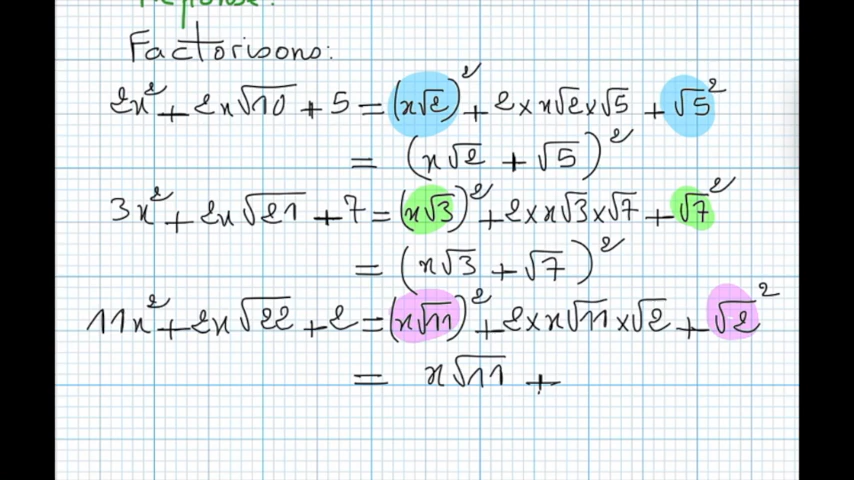 Réponse:
Factorisons:
2x² + 2x√10 + 5 = (x√2)² + 2×x√2×√5 + √5²
= (x√2 + √5)²
3x² + 2x√21 + 7 = (x√3)² + 2×x√3×√7 + √7²
= (x√3 + √7)²
11x² + 2x√22 + 2 = (x√11)² + 2×x√11×√2 + √2²
= x√11 +